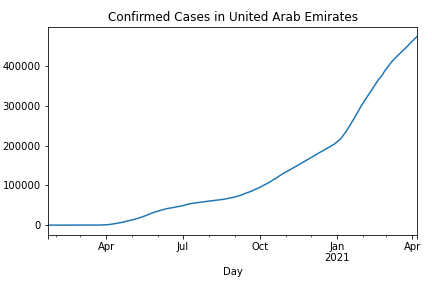 Confirmed Cases in United Arab Emirates
400000
300000
200000
100000
0
Apr
Jul
Oct
Jan
2021
Apr
Day